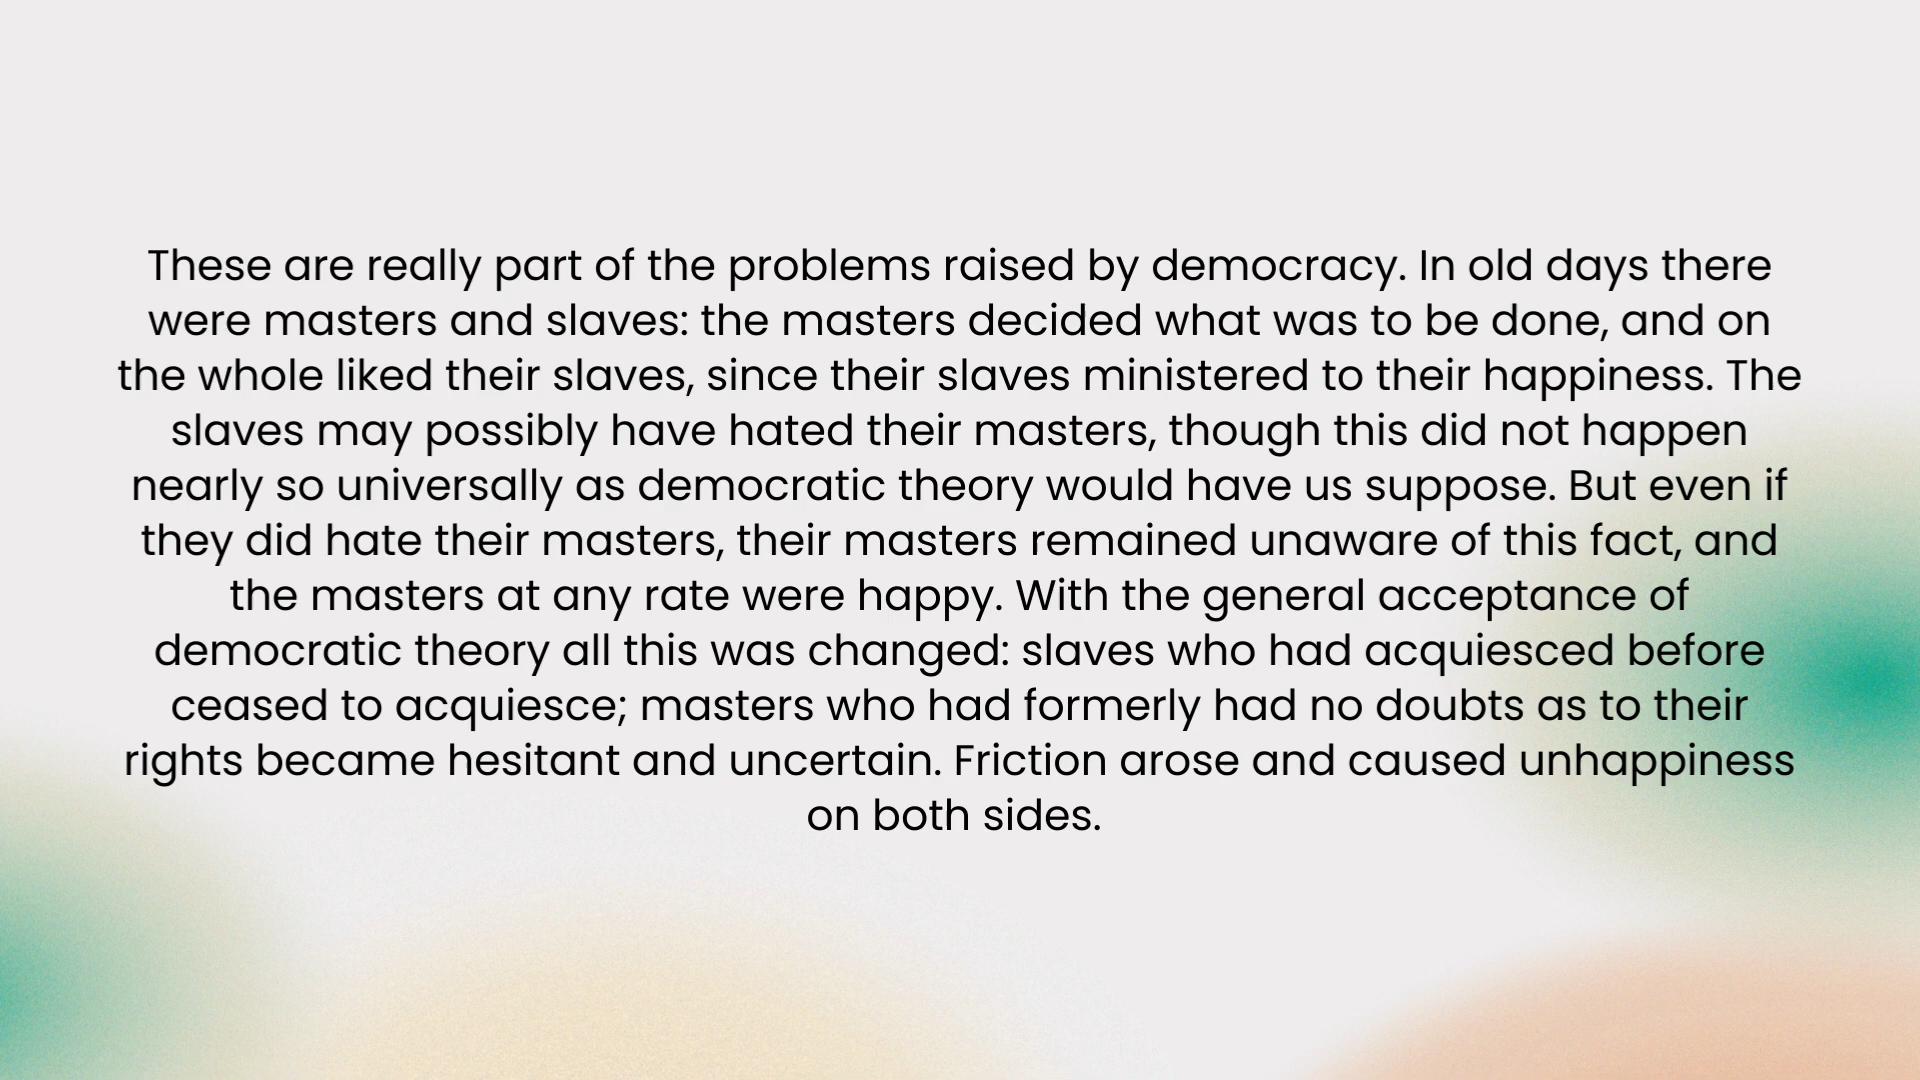 These are really part of the problems raised by democracy. In old days there
were masters and slaves: the masters decided what was to be done, and on
the whole liked their slaves, since their slaves ministered to their happiness. The
slaves may possibly have hated their masters, though this did not happen
nearly so universally as democratic theory would have us suppose. But even if
they did hate their masters, their masters remained unaware of this fact, and
the masters at any rate were happy. With the general acceptance of
democratic theory all this was changed: slaves who had acquiesced before
ceased to acquiesce; masters who had formerly had no doubts as to their
rights became hesitant and uncertain. Friction arose and caused unhappiness
on both sides.